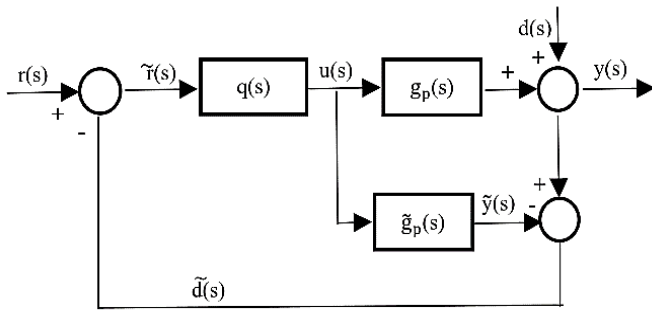 d(s)
r(s)
r̃(s)
q(s)
u(s)
gₚ(s)
+
+
y(s)
+
-
+
-
g̃ₚ(s)
ỹ(s)
d̃(s)